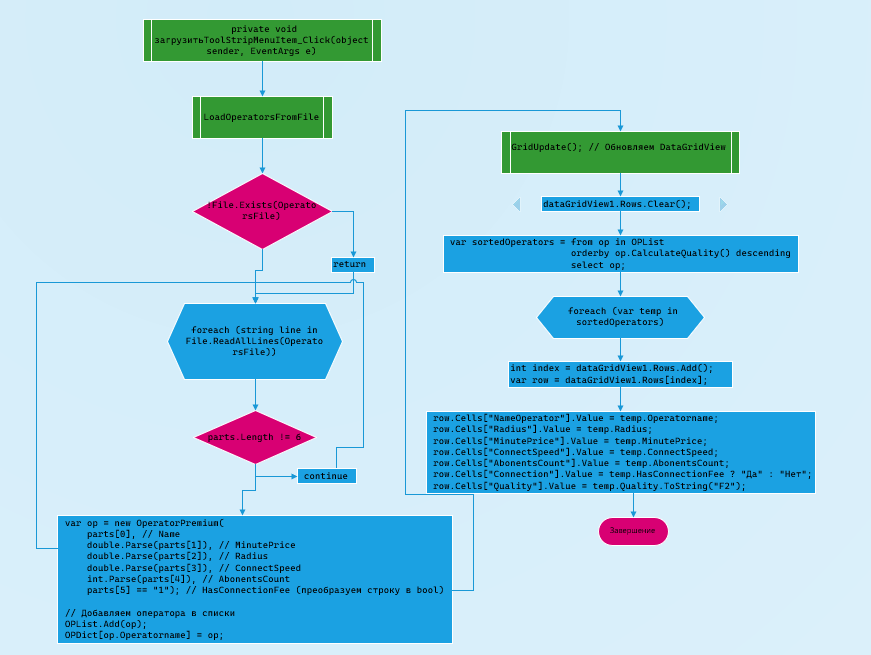 private void
загрузитьToolStripMenuItem_Click(object
sender, EventArgs e)
LoadOperatorsFromFile
!File.Exists(Operato
rsFile)
return
foreach (string line in
File.ReadAllLines(Operato
rsFile))
parts.Length != 6
continue
var op = new OperatorPremium(
parts[0], // Name
double.Parse(parts[1]), // MinutePrice
double.Parse(parts[2]), // Radius
double.Parse(parts[3]), // ConnectSpeed
int.Parse(parts[4]), // AbonentsCount
parts[5] == "1"); // HasConnectionFee (преобразуем строку в bool)
// Добавляем оператора в списки
OPList.Add(op);
OPDict[op.Operatorname] = op;
GridUpdate(); // Обновляем DataGridView
dataGridView1.Rows.Clear();
var sortedOperators = from op in OPList
orderby op.CalculateQuality() descending
select op;
foreach (var temp in
sortedOperators)
int index = dataGridView1.Rows.Add();
var row = dataGridView1.Rows[index];
row.Cells["NameOperator"].Value = temp.Operatorname;
row.Cells["Radius"].Value = temp.Radius;
row.Cells["MinutePrice"].Value = temp.MinutePrice;
row.Cells["ConnectSpeed"].Value = temp.ConnectSpeed;
row.Cells["AbonentsCount"].Value = temp.AbonentsCount;
row.Cells["Connection"].Value = temp.HasConnectionFee ? "Да" : "Нет";
row.Cells["Quality"].Value = temp.Quality.ToString("F2");
Завершение